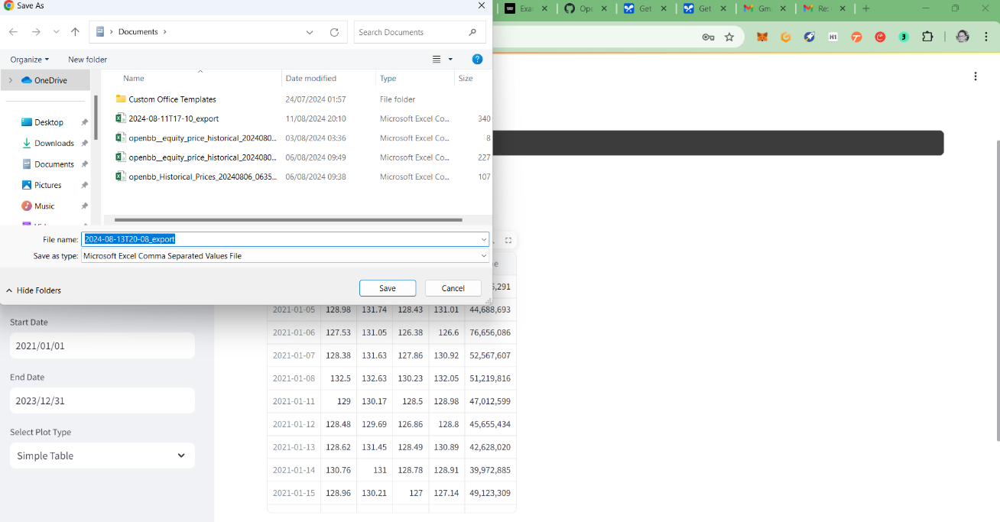 Save As
Exa
Ope
Get
Get
Gm
Re:
Documents
Search Documents
H1
3
Organize
New folder
OneDrive
Desktop
Downloads
Documents
Pictures
Music
Name Date modified Type Size
Custom Office Templates 24/07/2024 01:57 File folder
2024-08-11T17-10_export 11/08/2024 20:10 Microsoft Excel Co... 340
openbb__equity_price_historical_2024080... 03/08/2024 03:36 Microsoft Excel Co... 8
openbb__equity_price_historical_2024080... 06/08/2024 09:49 Microsoft Excel Co... 227
openbb_Historical_Prices_20240806_0635... 06/08/2024 09:38 Microsoft Excel Co... 107
File name: 2024-08-13T20-08_export
Save as type: Microsoft Excel Comma Separated Values File
Hide Folders
Save
Cancel
Start Date
2021/01/01
End Date
2023/12/31
Select Plot Type
Simple Table
e
,291
2021-01-05 128.98 131.74 128.43 131.01 44,688,693
2021-01-06 127.53 131.05 126.38 126.6 76,656,086
2021-01-07 128.38 131.63 127.86 130.92 52,567,607
2021-01-08 132.5 132.63 130.23 132.05 51,219,816
2021-01-11 129 130.17 128.5 128.98 47,012,599
2021-01-12 128.48 129.69 126.86 128.8 45,655,434
2021-01-13 128.62 131.45 128.49 130.89 42,628,020
2021-01-14 130.76 131 128.78 128.91 39,972,885
2021-01-15 128.96 130.21 127 127.14 49,123,309